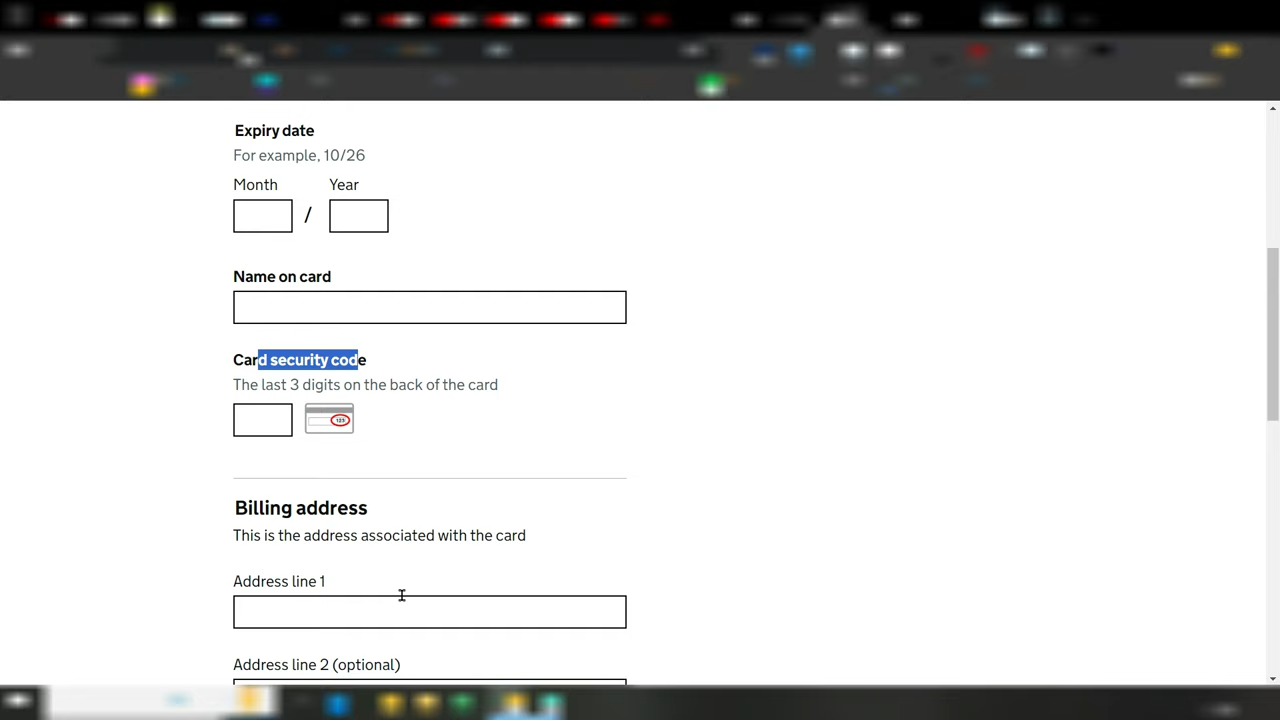 Expiry date
For example, 10/26
Month Year
/
Name on card
Card security code
The last 3 digits on the back of the card
123
Billing address
This is the address associated with the card
Address line 1
Address line 2 (optional)